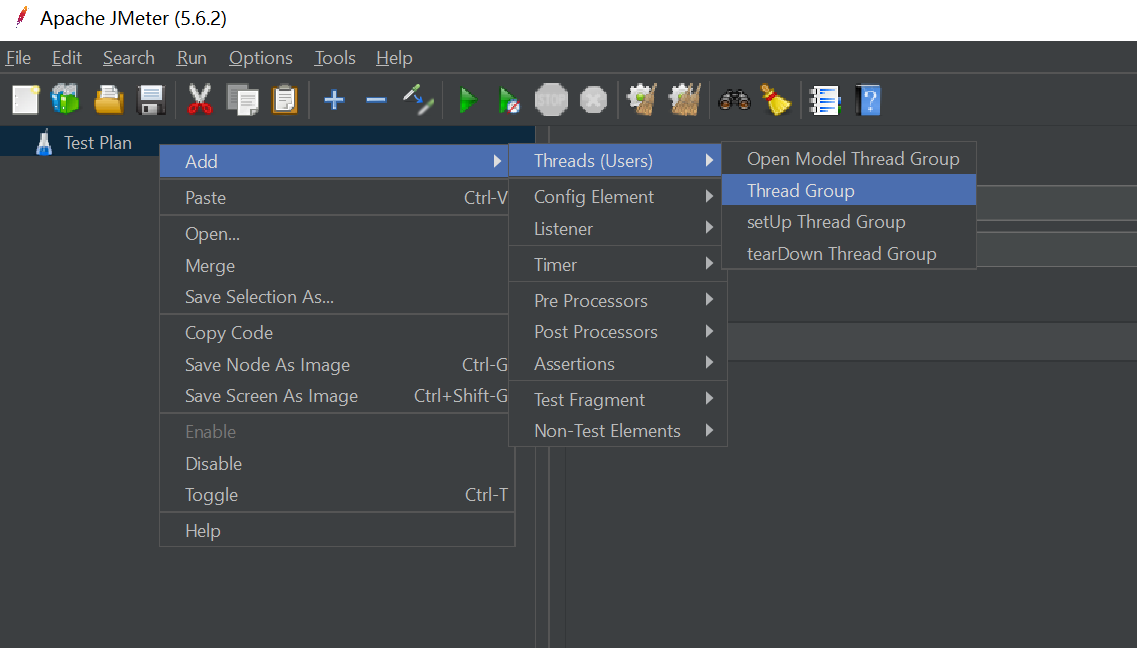 Apache JMeter (5.6.2)
File Edit Search Run Options Tools Help
STOP
?
Test Plan
Add
Paste Ctrl-V
Open...
Merge
Save Selection As...
Copy Code
Save Node As Image Ctrl-G
Save Screen As Image Ctrl+Shift-G
Enable
Disable
Toggle Ctrl-T
Help
Threads (Users)
Config Element
Listener
Timer
Pre Processors
Post Processors
Assertions
Test Fragment
Non-Test Elements
Open Model Thread Group
Thread Group
setUp Thread Group
tearDown Thread Group